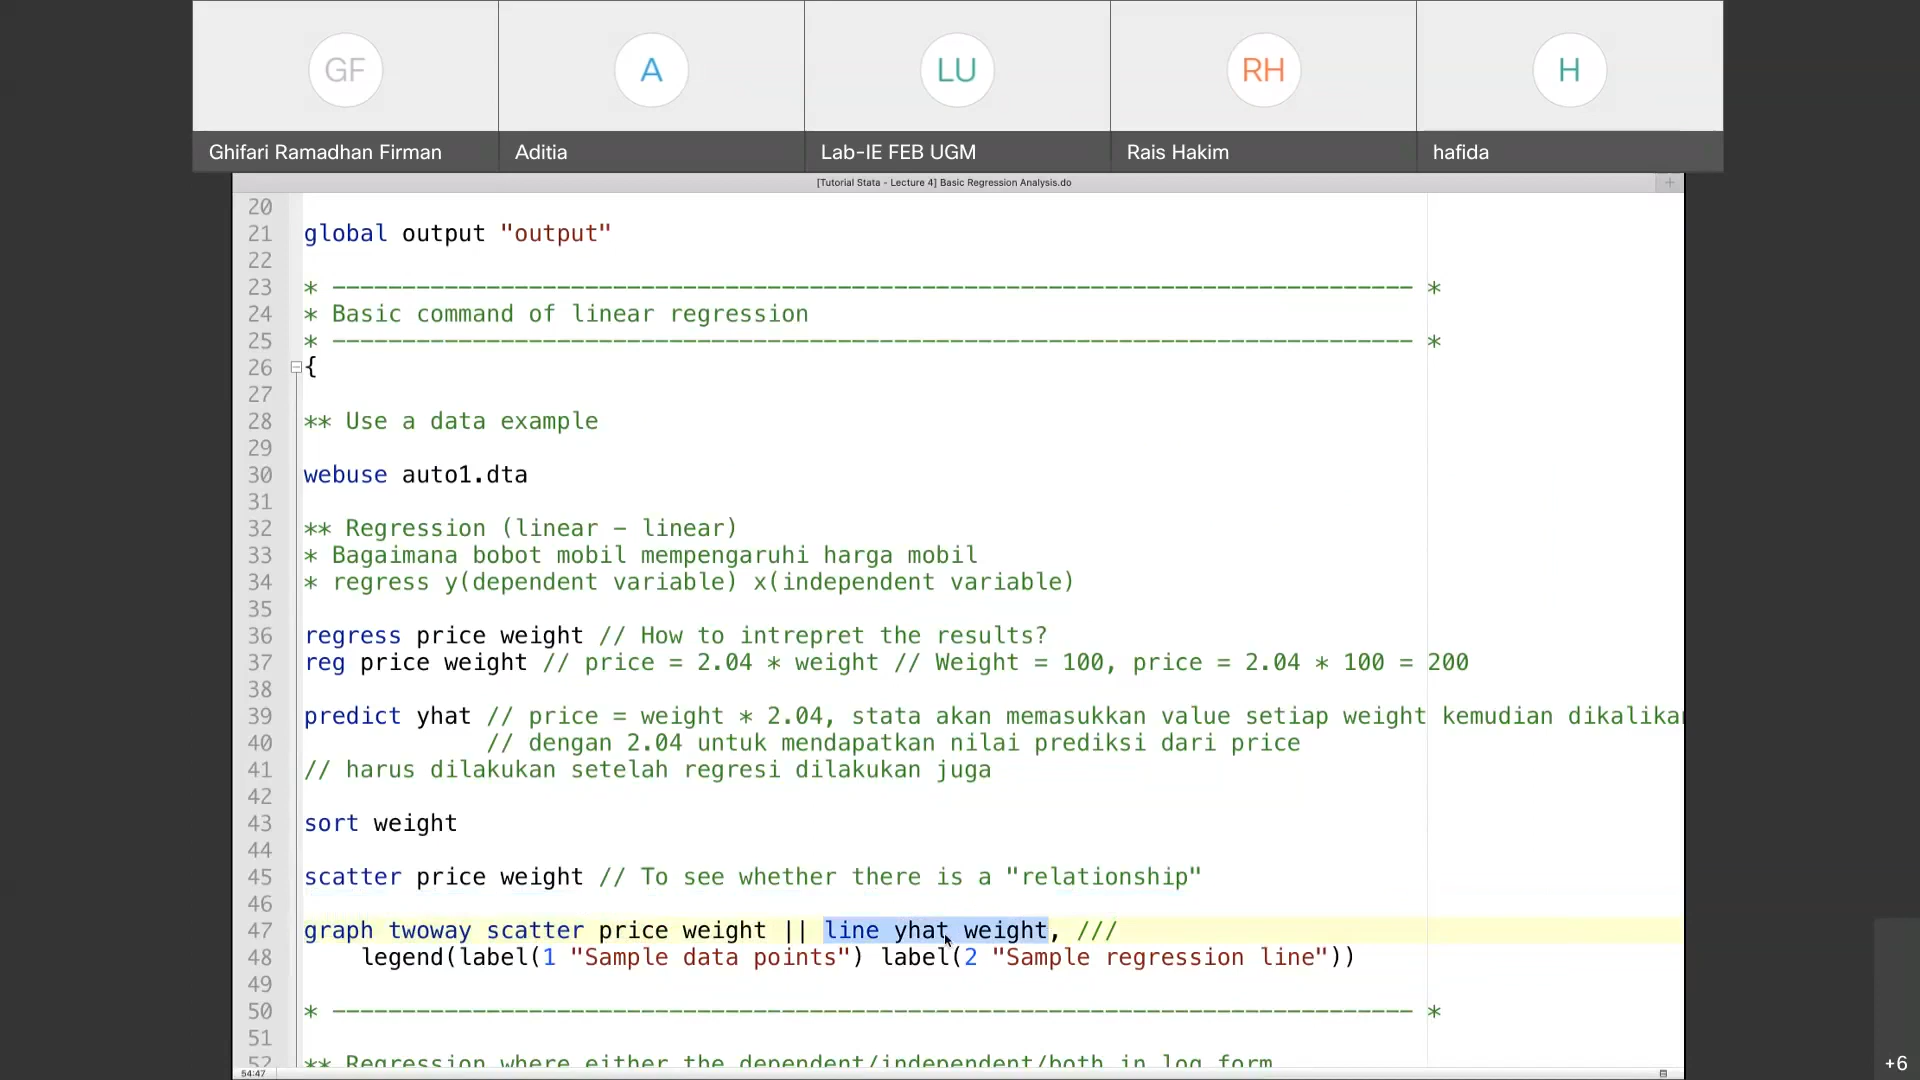 GF
A
LU
RH
H
Ghifari Ramadhan Firman
Aditia
Lab-IE FEB UGM
Rais Hakim
hafida
[Tutorial Stata - Lecture 4] Basic Regression Analysis.do
20
21 global output "output"
22
23 * ----------------------------------------------------------------------------- *
24 * Basic command of linear regression
25 * ----------------------------------------------------------------------------- *
26 {
27
28 ** Use a data example
29
30 webuse auto1.dta
31
32 ** Regression (linear - linear)
33 * Bagaimana bobot mobil mempengaruhi harga mobil
34 * regress y(dependent variable) x(independent variable)
35
36 regress price weight // How to intrepret the results?
37 reg price weight // price = 2.04 * weight // Weight = 100, price = 2.04 * 100 = 200
38
39 predict yhat // price = weight * 2.04, stata akan memasukkan value setiap weight kemudian dikalikan
40 // dengan 2.04 untuk mendapatkan nilai prediksi dari price
41 // harus dilakukan setelah regresi dilakukan juga
42
43 sort weight
44
45 scatter price weight // To see whether there is a "relationship"
46
47 graph twoway scatter price weight || line yhat weight, ///
48 legend(label(1 "Sample data points") label(2 "Sample regression line"))
49
50 * ----------------------------------------------------------------------------- *
51
52 ** Regression where either the dependent/independent/both in log form
54:47
+6